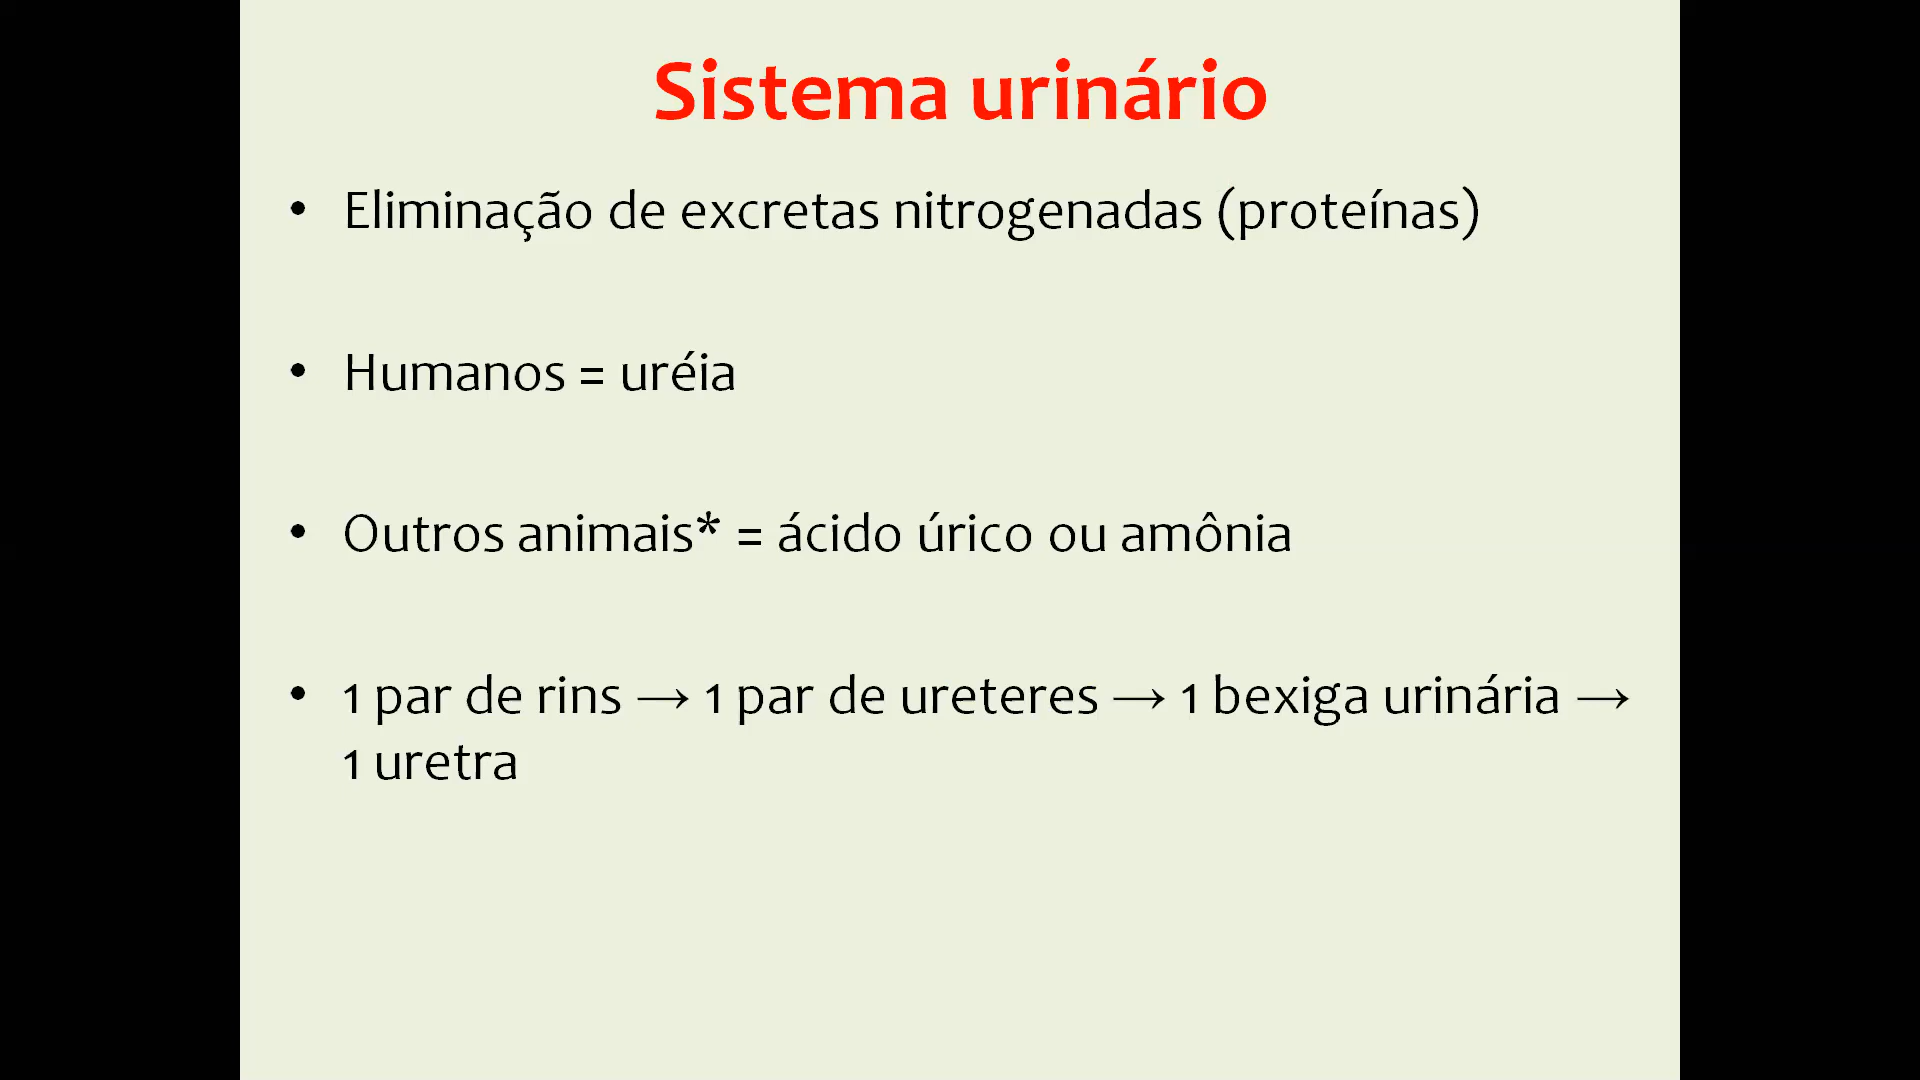 Sistema urinário
• Eliminação de excretas nitrogenadas (proteínas)
• Humanos = uréia
• Outros animais* = ácido úrico ou amônia
• 1 par de rins → 1 par de ureteres → 1 bexiga urinária →
1 uretra